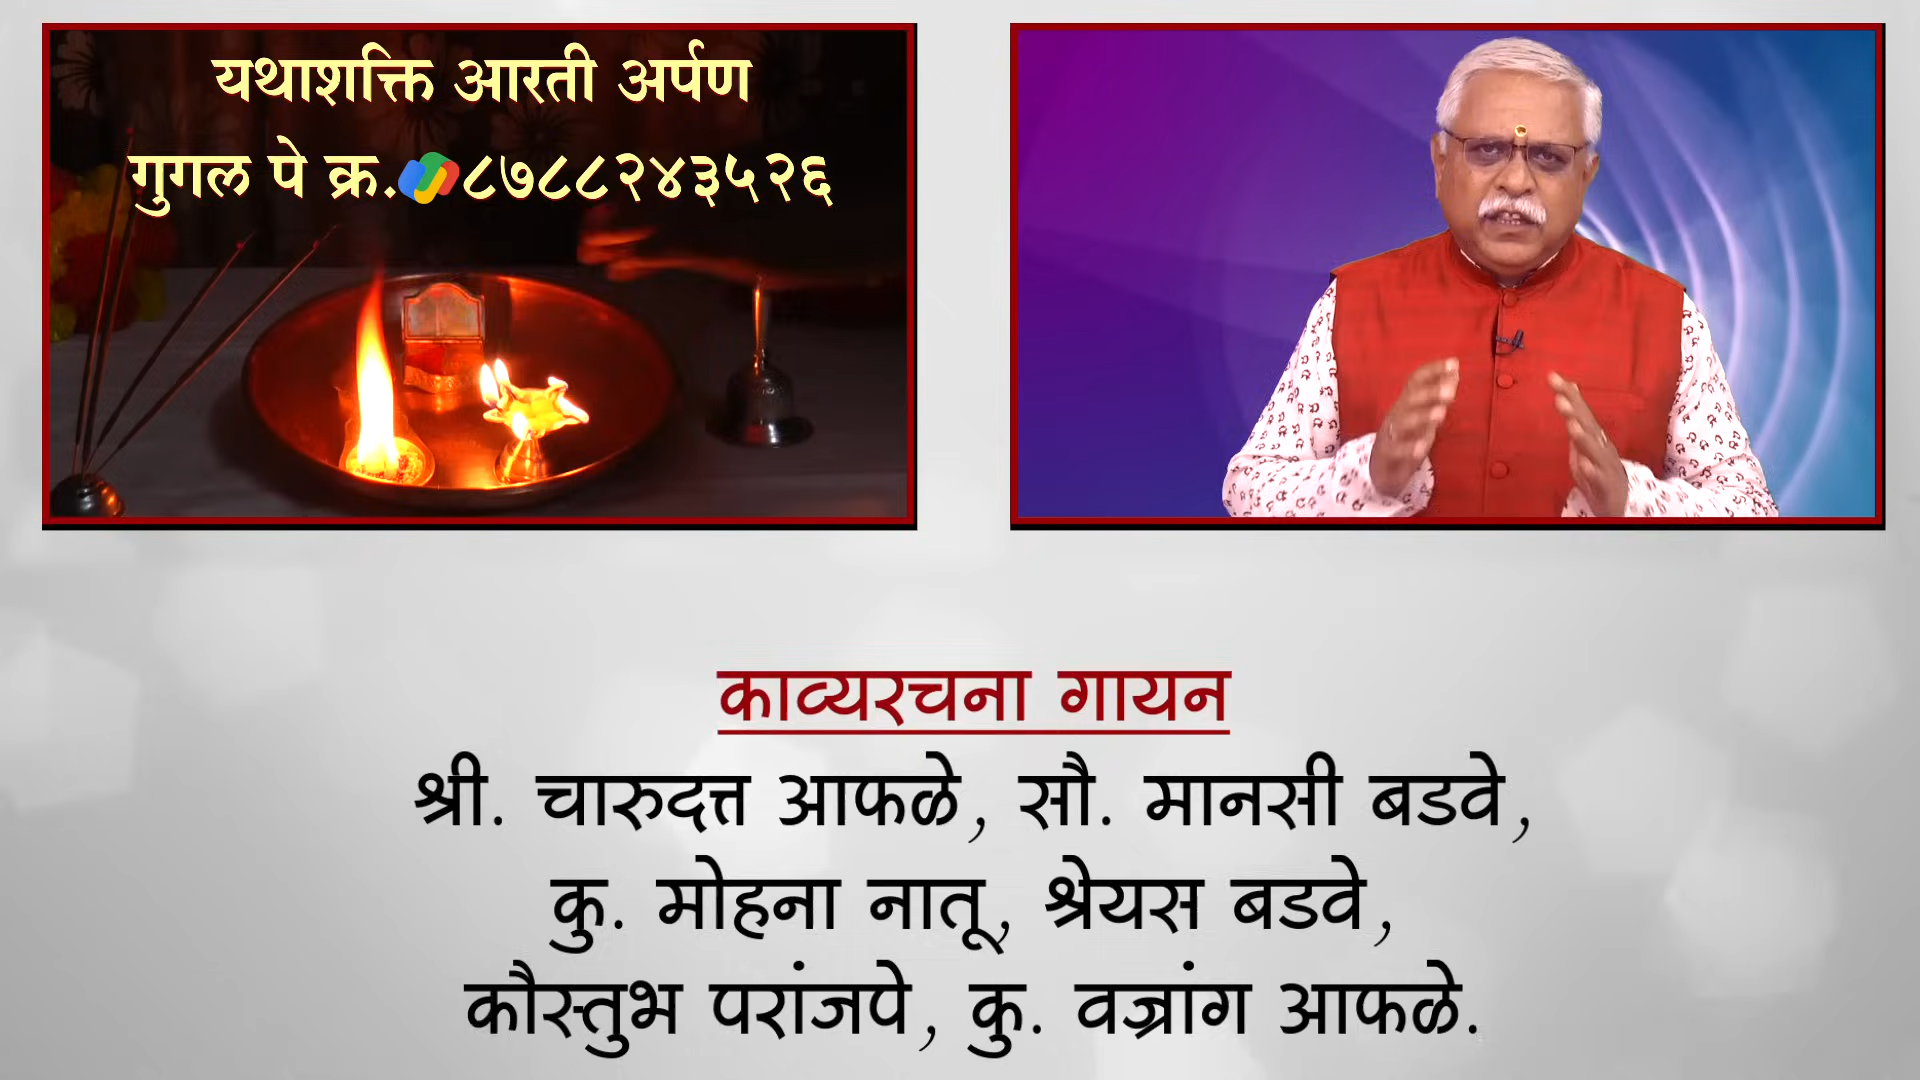 यथाशक्ति आरती अर्पण
गुगल पे क्र. ८७८८२४३५२६
काव्यरचना गायन
श्री. चारुदत्त आफळे, सौ. मानसी बडवे,
कु. मोहना नातू, श्रेयस बडवे,
कौस्तुभ परांजपे, कु. वज्रांग आफळे.